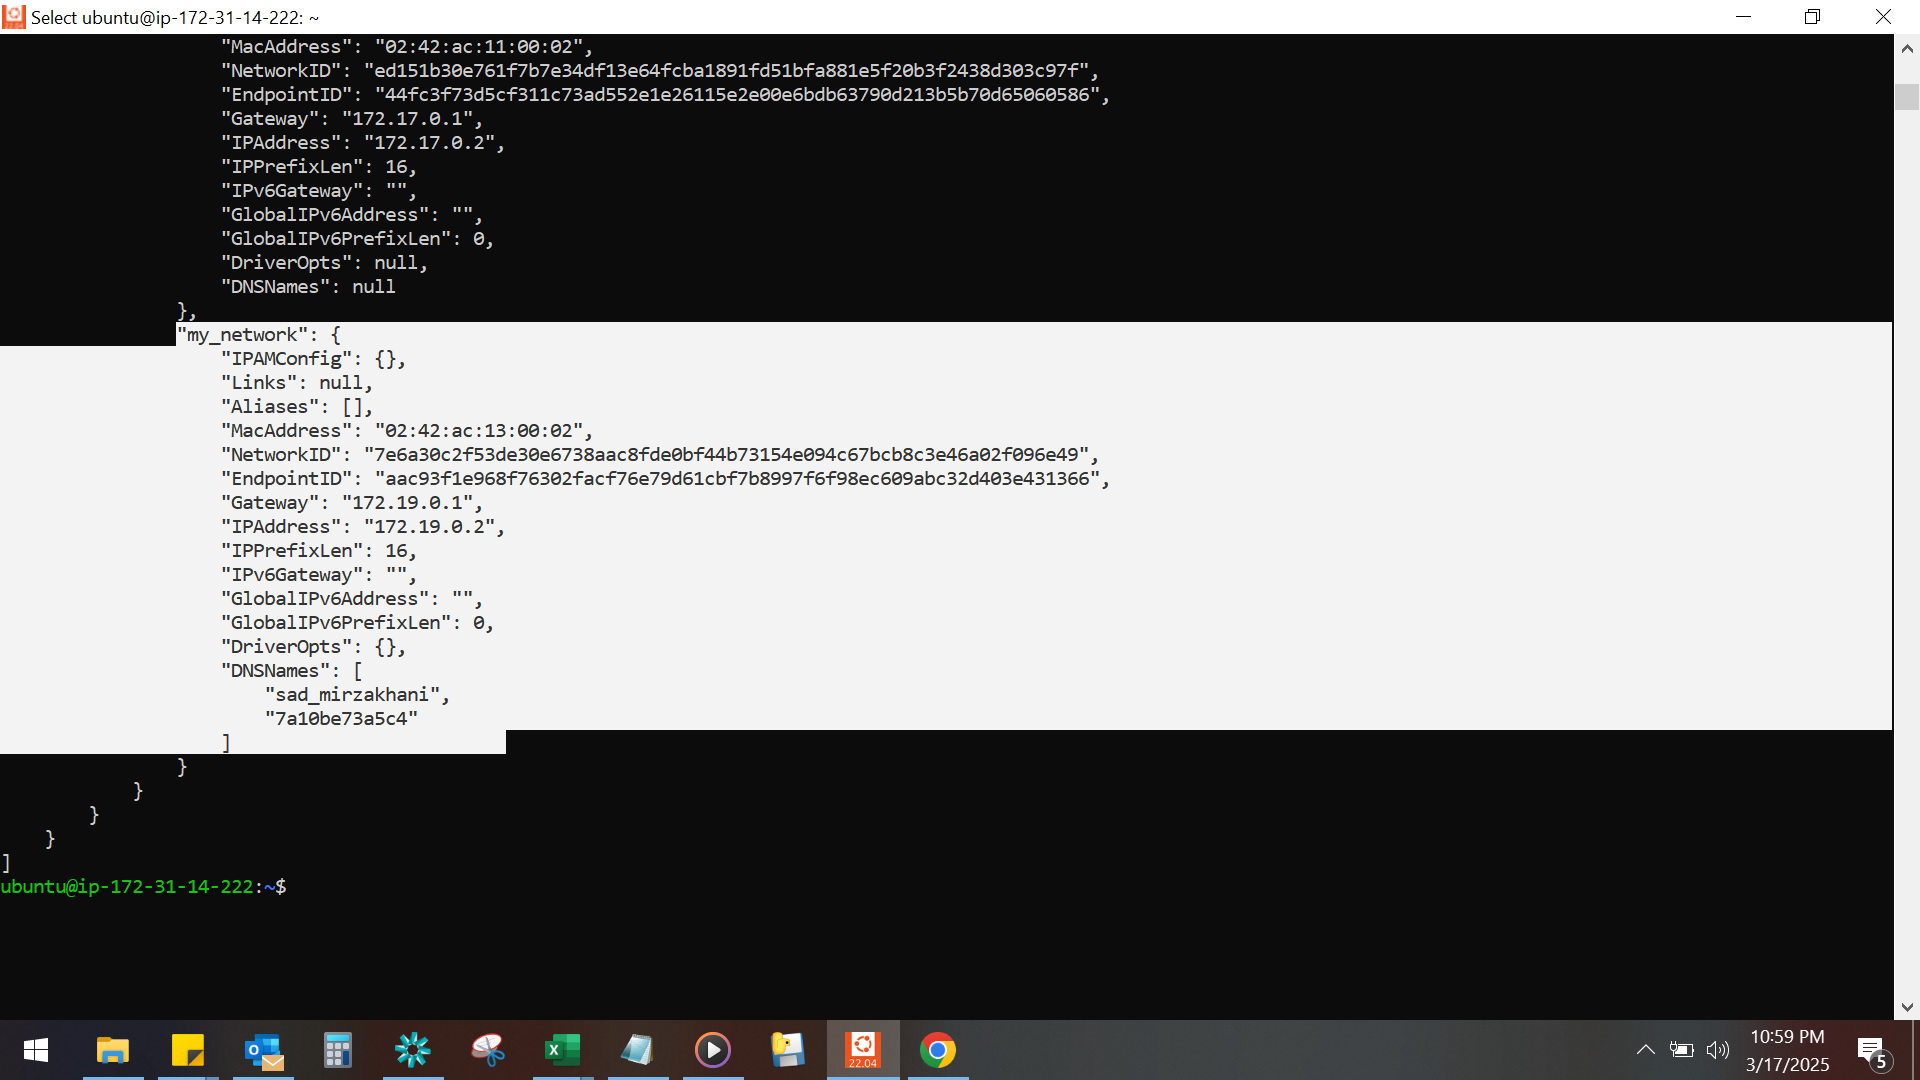 Select ubuntu@ip-172-31-14-222: ~
"MacAddress": "02:42:ac:11:00:02",
"NetworkID": "ed151b30e761f7b7e34df13e64fcba1891fd51bfa881e5f20b3f2438d303c97f",
"EndpointID": "44fc3f73d5cf311c73ad552e1e26115e2e00e6bdb63790d213b5b70d65060586",
"Gateway": "172.17.0.1",
"IPAddress": "172.17.0.2",
"IPPrefixLen": 16,
"IPv6Gateway": "",
"GlobalIPv6Address": "",
"GlobalIPv6PrefixLen": 0,
"DriverOpts": null,
"DNSNames": null
},
"my_network": {
"IPAMConfig": {},
"Links": null,
"Aliases": [],
"MacAddress": "02:42:ac:13:00:02",
"NetworkID": "7e6a30c2f53de30e6738aac8fde0bf44b73154e094c67bcb8c3e46a02f096e49",
"EndpointID": "aac93f1e968f76302facf76e79d61cbf7b8997f6f98ec609abc32d403e431366",
"Gateway": "172.19.0.1",
"IPAddress": "172.19.0.2",
"IPPrefixLen": 16,
"IPv6Gateway": "",
"GlobalIPv6Address": "",
"GlobalIPv6PrefixLen": 0,
"DriverOpts": {},
"DNSNames": [
"sad_mirzakhani",
"7a10be73a5c4"
]
}
}
}
}
]
ubuntu@ip-172-31-14-222:~$
22.04
10:59 PM
3/17/2025
5